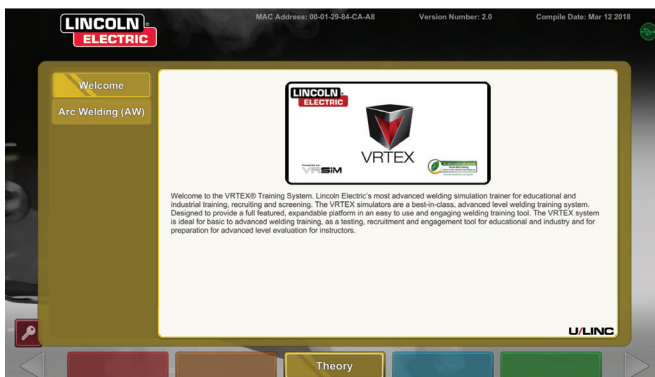 LINCOLN ELECTRIC
MAC Address: 00-01-29-84-CA-A8 Version Number: 2.0 Compile Date: Mar 12 2018
Welcome
Arc Welding (AW)
LINCOLN ELECTRIC
VRTEX
VRSIM
Welcome to the VRTEX® Training System. Lincoln Electric's most advanced welding simulation trainer for educational and
industrial training, recruiting and screening. The VRTEX simulators are a best-in-class, advanced level welding training system.
Designed to provide a full featured, expandable platform in an easy to use and engaging welding training tool. The VRTEX system
is ideal for basic to advanced welding training, as a testing, recruitment and engagement tool for educational and industry and for
preparation for advanced level evaluation for instructors.
U/LINC
Theory